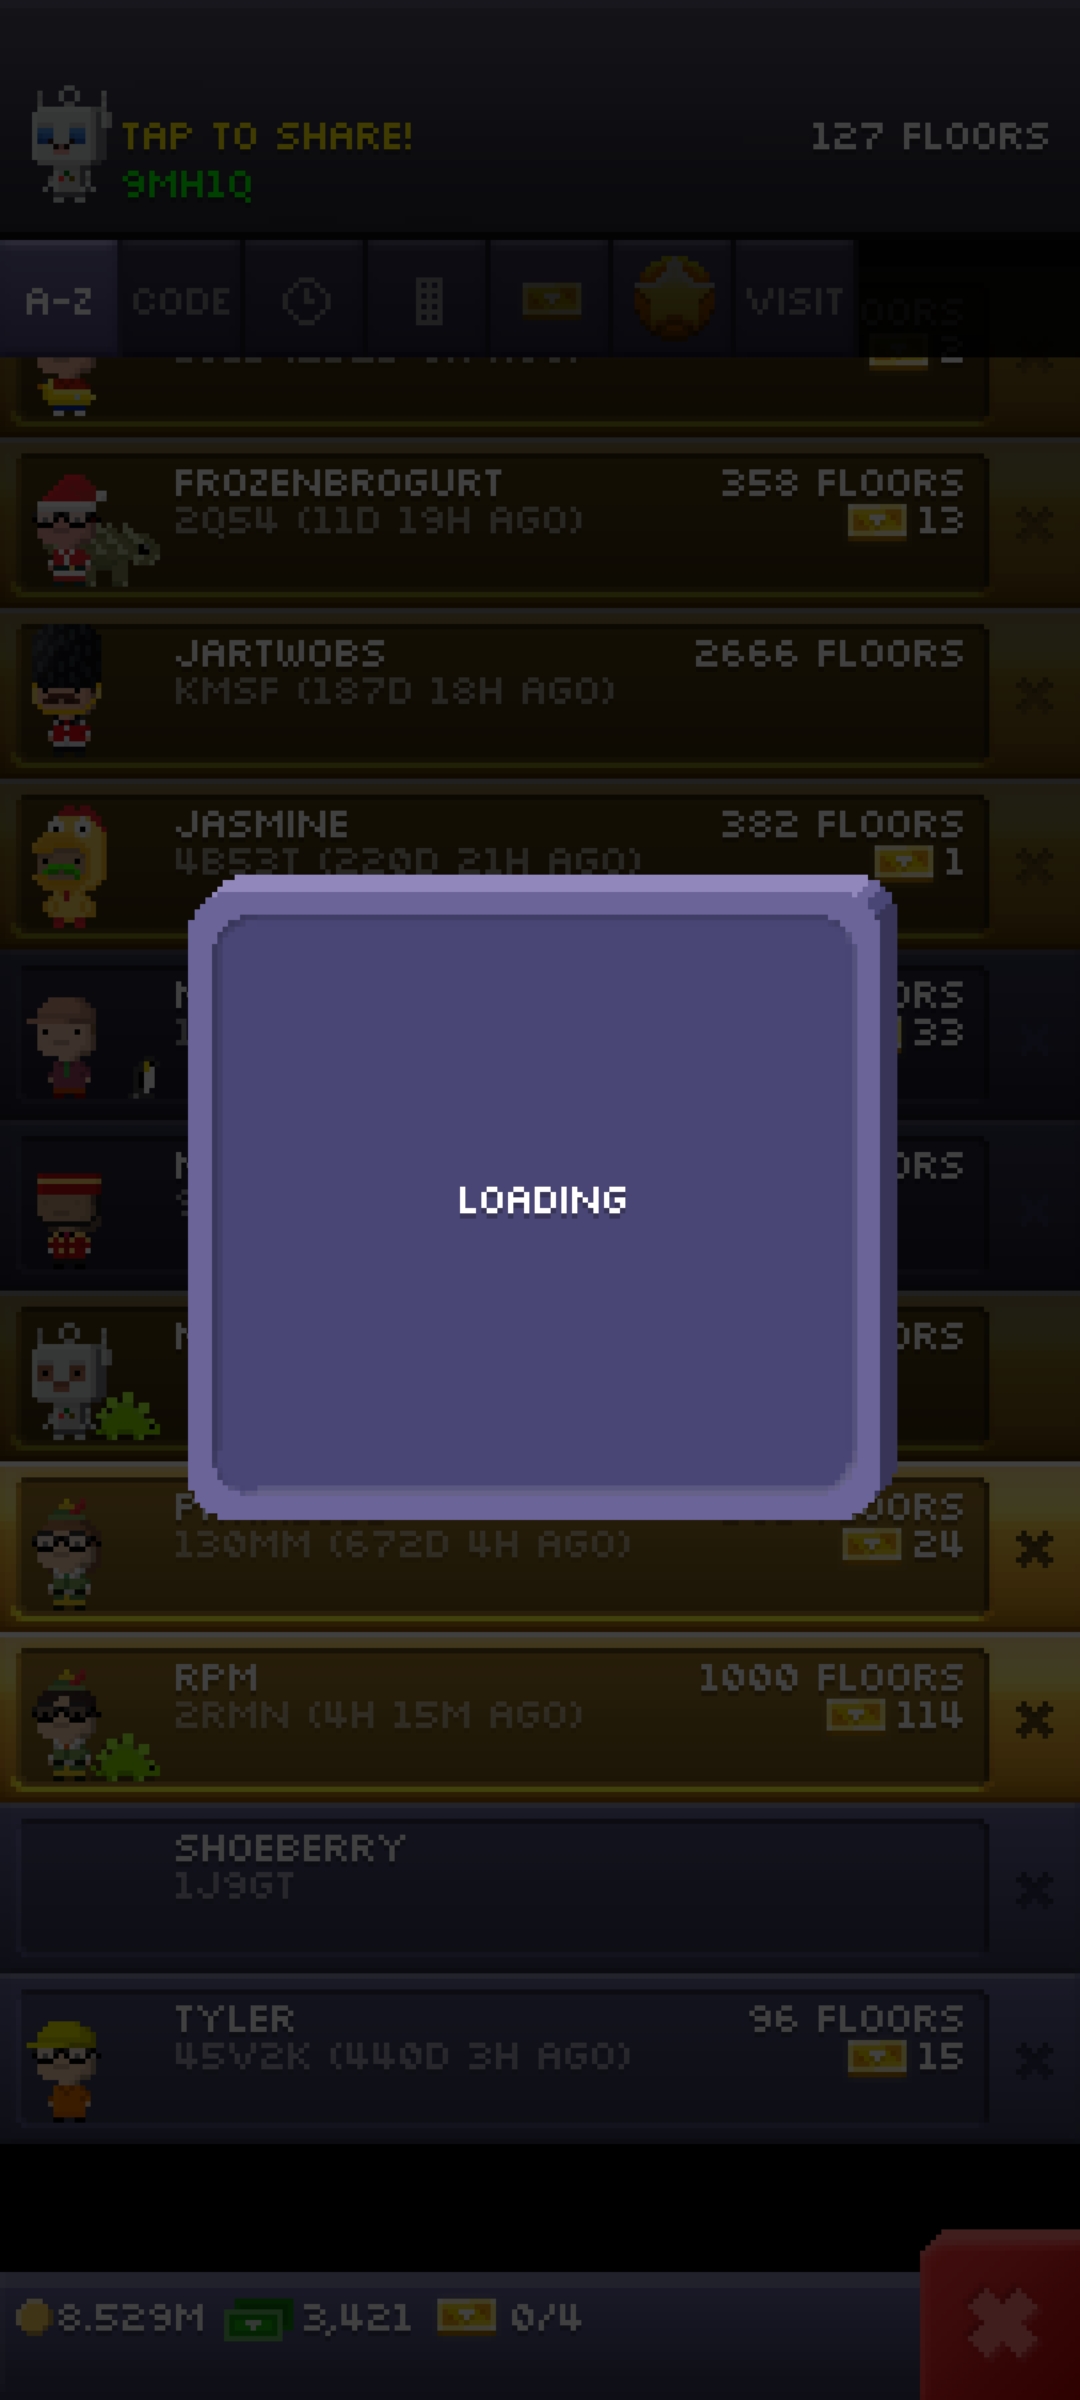 TAP TO SHARE!
127 FLOORS
9MH1Q
A-Z CODE VISIT
2
FROZENBROGURT 358 FLOORS
2Q54 (11D 19H AGO) 13
JARTWOBS 2666 FLOORS
KMSF (187D 18H AGO)
JASMINE 382 FLOORS
4B53T (220D 21H AGO) 1
33
LOADING
130MM (672D 4H AGO) 24
RPM 1000 FLOORS
2RMN (4H 15M AGO) 114
SHOEBERRY
1J9GT
TYLER 96 FLOORS
45V2K (440D 3H AGO) 15
8.529M 3,421 0/4